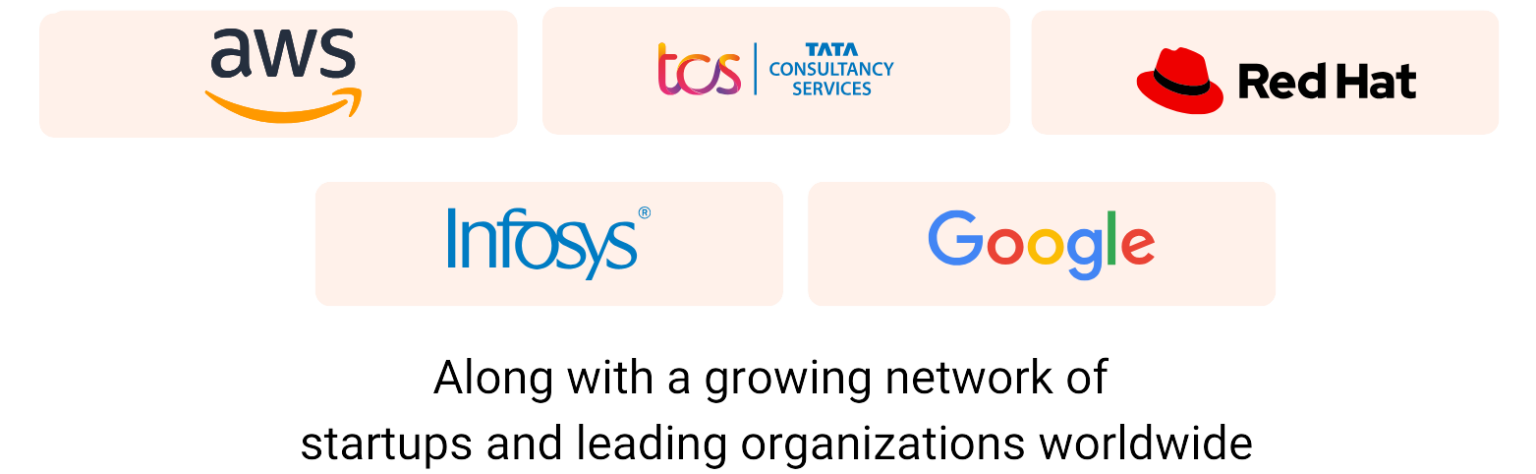 aws
tcs
TATA
CONSULTANCY
SERVICES
Red Hat
Infosys®
Google
Along with a growing network of
startups and leading organizations worldwide